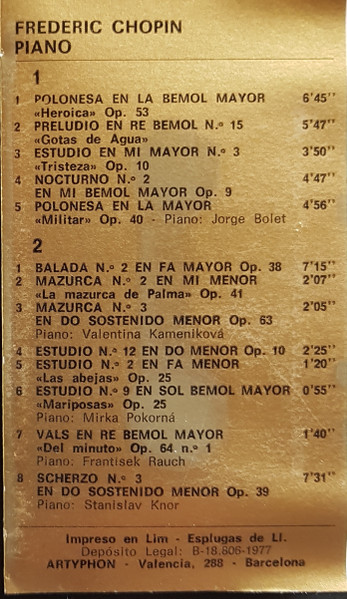 FREDERIC CHOPIN
PIANO
1
1 POLONESA EN LA BEMOL MAYOR 6'45''
«Heroica» Op. 53
2 PRELUDIO EN RE BEMOL N.º 15 5'47''
«Gotas de Agua»
3 ESTUDIO EN MI MAYOR N.º 3 3'50''
«Tristeza» Op. 10
4 NOCTURNO N.º 2 4'47''
EN MI BEMOL MAYOR Op. 9
5 POLONESA EN LA MAYOR 4'56''
«Militar» Op. 40 - Piano: Jorge Bolet
2
1 BALADA N.º 2 EN FA MAYOR Op. 38 7'15''
2 MAZURCA N.º 2 EN MI MENOR 2'07''
«La mazurca de Palma» Op. 41
3 MAZURCA N.º 3 2'05''
EN DO SOSTENIDO MENOR Op. 63
Piano: Valentina Kameniková
4 ESTUDIO N.º 12 EN DO MENOR Op. 10 2'25''
5 ESTUDIO N.º 2 EN FA MENOR 1'20''
«Las abejas» Op. 25
6 ESTUDIO N.º 9 EN SOL BEMOL MAYOR 0'55''
«Mariposas» Op. 25
Piano: Mirka Pokorná
7 VALS EN RE BEMOL MAYOR 1'40''
«Del minuto» Op. 64 n.º 1
Piano: Frantisek Rauch
8 SCHERZO N.º 3 7'31''
EN DO SOSTENIDO MENOR Op. 39
Piano: Stanislav Knor
Impreso en Lim - Esplugas de Ll.
Depósito Legal: B-18.806-1977
ARTYPHON - Valencia, 288 - Barcelona